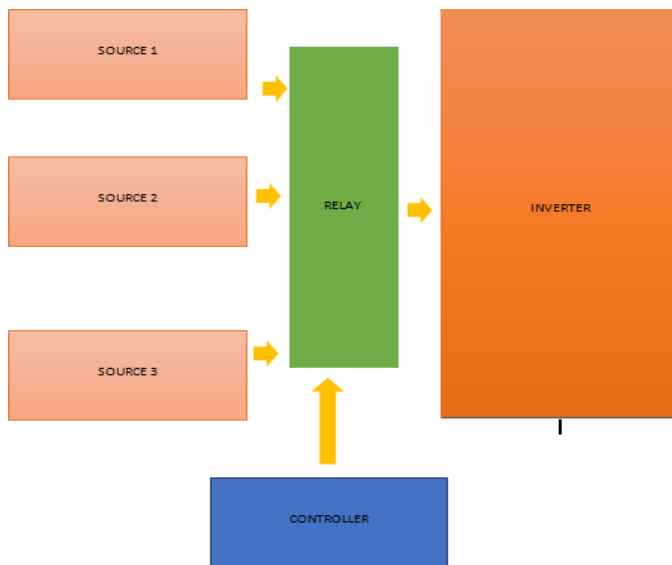 SOURCE 1
SOURCE 2
RELAY
INVERTER
SOURCE 3
CONTROLLER